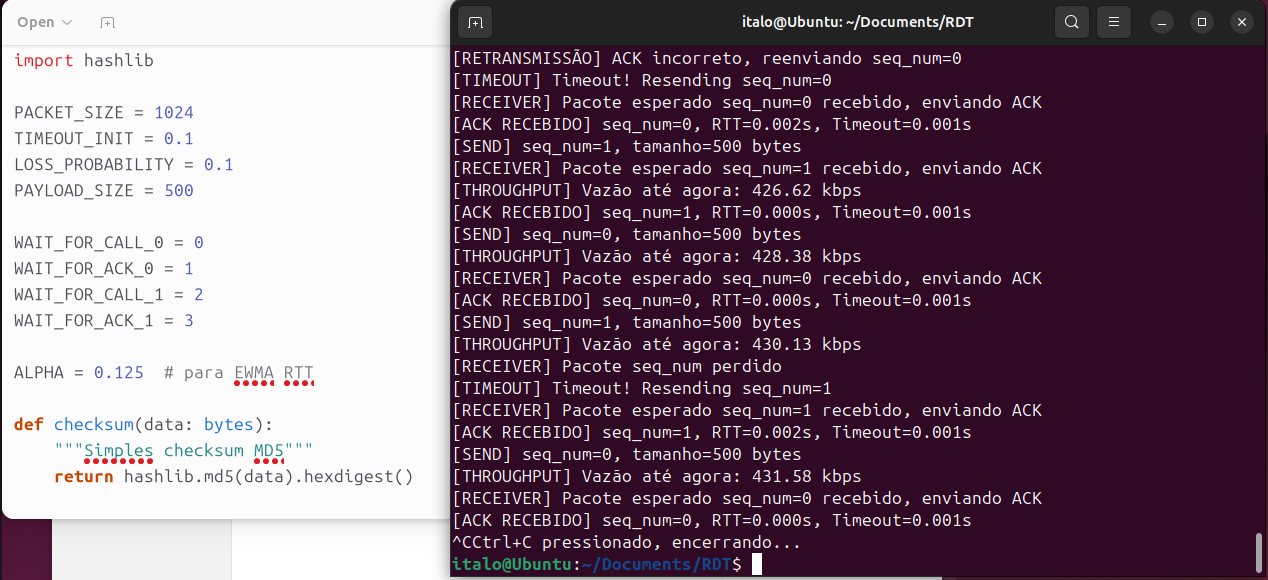 Open
import hashlib
PACKET_SIZE = 1024
TIMEOUT_INIT = 0.1
LOSS_PROBABILITY = 0.1
PAYLOAD_SIZE = 500
WAIT_FOR_CALL_0 = 0
WAIT_FOR_ACK_0 = 1
WAIT_FOR_CALL_1 = 2
WAIT_FOR_ACK_1 = 3
ALPHA = 0.125  # para EWMA RTT
def checksum(data: bytes):
    """Simples checksum MD5"""
    return hashlib.md5(data).hexdigest()
italo@Ubuntu: ~/Documents/RDT
[RETRANSMISSÃO] ACK incorreto, reenviando seq_num=0
[TIMEOUT] Timeout! Resending seq_num=0
[RECEIVER] Pacote esperado seq_num=0 recebido, enviando ACK
[ACK RECEBIDO] seq_num=0, RTT=0.002s, Timeout=0.001s
[SEND] seq_num=1, tamanho=500 bytes
[RECEIVER] Pacote esperado seq_num=1 recebido, enviando ACK
[THROUGHPUT] Vazão até agora: 426.62 kbps
[ACK RECEBIDO] seq_num=1, RTT=0.000s, Timeout=0.001s
[SEND] seq_num=0, tamanho=500 bytes
[THROUGHPUT] Vazão até agora: 428.38 kbps
[RECEIVER] Pacote esperado seq_num=0 recebido, enviando ACK
[ACK RECEBIDO] seq_num=0, RTT=0.000s, Timeout=0.001s
[SEND] seq_num=1, tamanho=500 bytes
[THROUGHPUT] Vazão até agora: 430.13 kbps
[RECEIVER] Pacote seq_num perdido
[TIMEOUT] Timeout! Resending seq_num=1
[RECEIVER] Pacote esperado seq_num=1 recebido, enviando ACK
[ACK RECEBIDO] seq_num=1, RTT=0.002s, Timeout=0.001s
[SEND] seq_num=0, tamanho=500 bytes
[THROUGHPUT] Vazão até agora: 431.58 kbps
[RECEIVER] Pacote esperado seq_num=0 recebido, enviando ACK
[ACK RECEBIDO] seq_num=0, RTT=0.000s, Timeout=0.001s
^CCtrl+C pressionado, encerrando...
italo@Ubuntu:~/Documents/RDT$